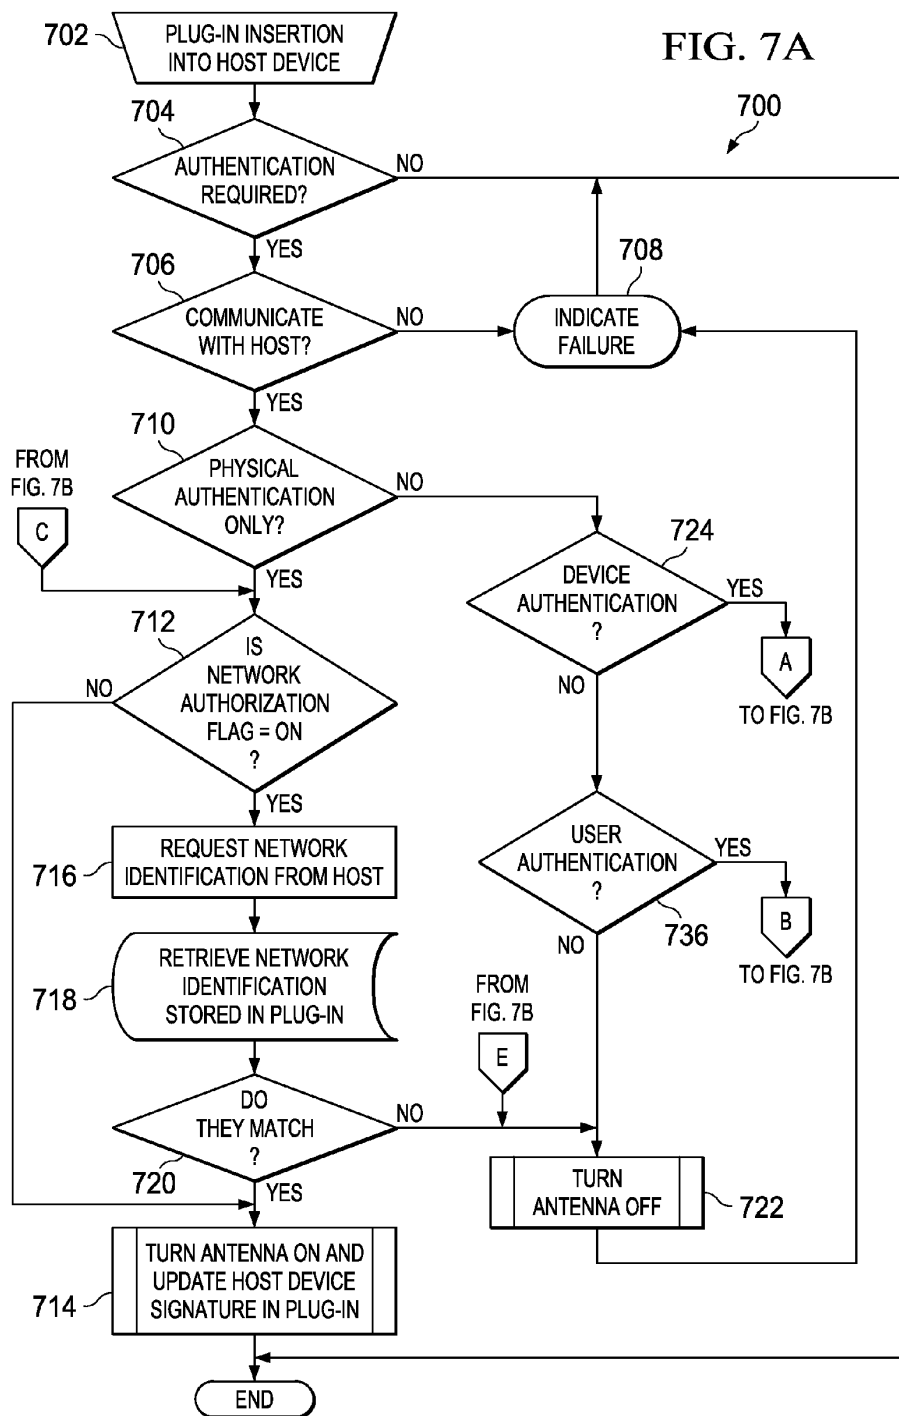 FIG. 7A
700
702
PLUG-IN INSERTION
INTO HOST DEVICE
704
AUTHENTICATION
REQUIRED?
NO
YES
706
COMMUNICATE
WITH HOST?
NO
YES
708
INDICATE
FAILURE
710
PHYSICAL
AUTHENTICATION
ONLY?
NO
YES
FROM
FIG. 7B
C
712
IS
NETWORK
AUTHORIZATION
FLAG = ON
?
NO
YES
724
DEVICE
AUTHENTICATION
?
YES
NO
A
TO FIG. 7B
716
REQUEST NETWORK
IDENTIFICATION FROM HOST
USER
AUTHENTICATION
?
YES
NO
736
B
TO FIG. 7B
718
RETRIEVE NETWORK
IDENTIFICATION
STORED IN PLUG-IN
FROM
FIG. 7B
E
DO
THEY MATCH
?
NO
720
YES
TURN
ANTENNA OFF
722
714
TURN ANTENNA ON AND
UPDATE HOST DEVICE
SIGNATURE IN PLUG-IN
END